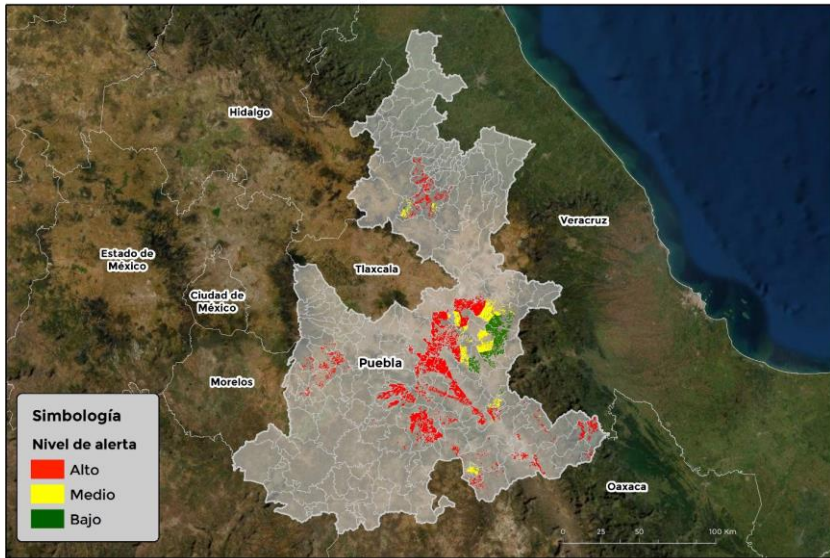 Hidalgo
Veracruz
Estado de
México
Tlaxcala
Ciudad de
México
Puebla
Morelos
Simbología
Nivel de alerta
Alto
Medio
Bajo
Oaxaca
0 25 50 100 Km